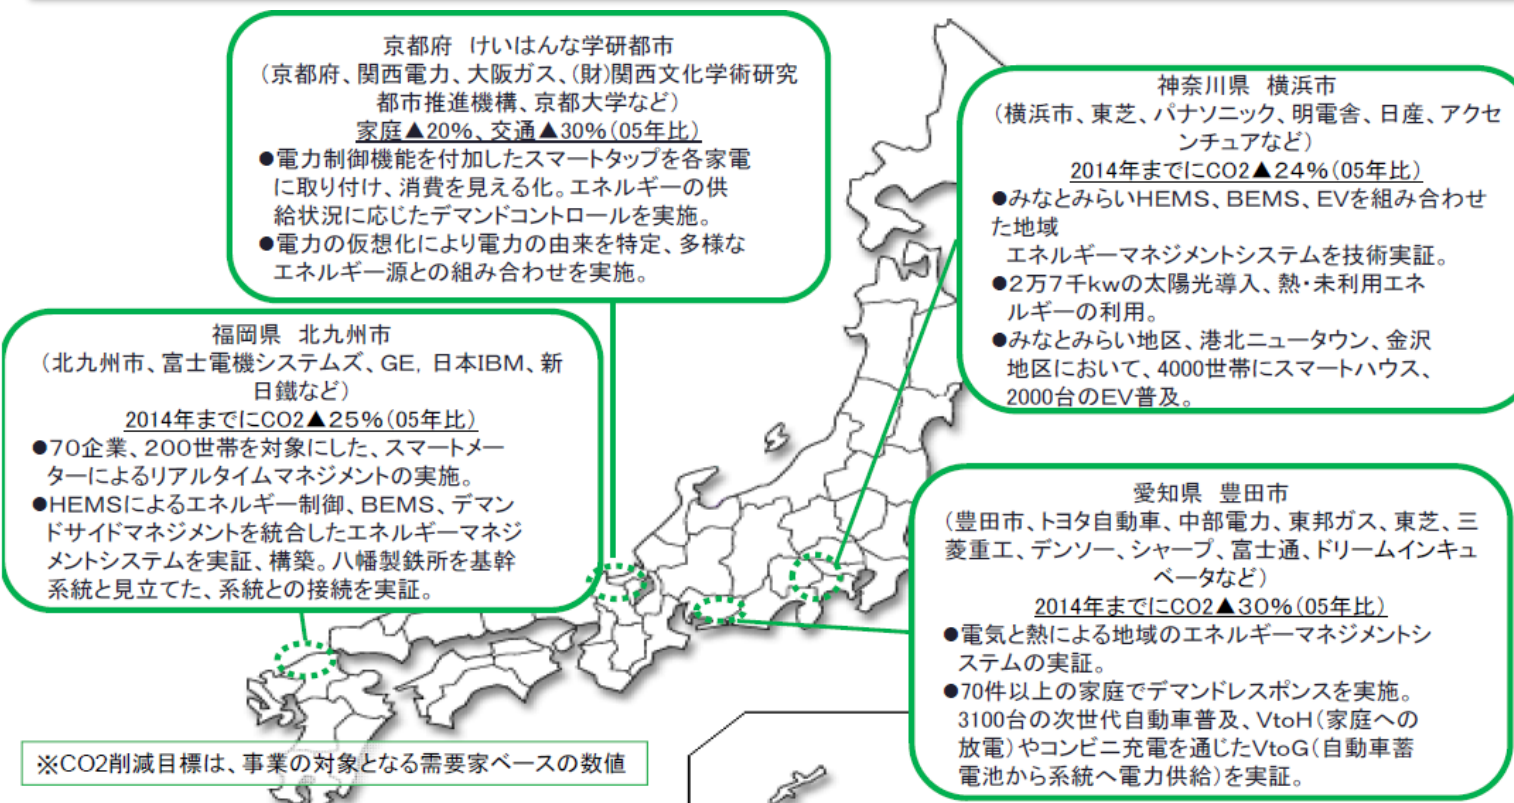 京都府　けいはんな学研都市
(京都府、関西電力、大阪ガス、(財)関西文化学術研究
都市推進機構、京都大学など)
家庭▲20%、交通▲30%(05年比)
●電力制御機能を付加したスマートタップを各家電
に取り付け、消費を見える化。エネルギーの供
給状況に応じたデマンドコントロールを実施。
●電力の仮想化により電力の由来を特定、多様な
エネルギー源との組み合わせを実施。
神奈川県　横浜市
(横浜市、東芝、パナソニック、明電舎、日産、アクセ
ンチュアなど)
2014年までにCO2▲24%(05年比)
●みなとみらいHEMS、BEMS、EVを組み合わせ
た地域
エネルギーマネジメントシステムを技術実証。
●2万7千kwの太陽光導入、熱・未利用エネ
ルギーの利用。
●みなとみらい地区、港北ニュータウン、金沢
地区において、4000世帯にスマートハウス、
2000台のEV普及。
福岡県　北九州市
(北九州市、富士電機システムズ、GE, 日本IBM、新
日鐵など)
2014年までにCO2▲25%(05年比)
●70企業、200世帯を対象にした、スマートメー
ターによるリアルタイムマネジメントの実施。
●HEMSによるエネルギー制御、BEMS、デマン
ドサイドマネジメントを統合したエネルギーマネジ
メントシステムを実証、構築。八幡製鉄所を基幹
系統と見立てた、系統との接続を実証。
愛知県　豊田市
(豊田市、トヨタ自動車、中部電力、東邦ガス、東芝、三
菱重工、デンソー、シャープ、富士通、ドリームインキュ
ベータなど)
2014年までにCO2▲30%(05年比)
●電気と熱による地域のエネルギーマネジメントシ
ステムの実証。
●70件以上の家庭でデマンドレスポンスを実施。
3100台の次世代自動車普及、VtoH(家庭への
放電)やコンビニ充電を通じたVtoG(自動車蓄
電池から系統へ電力供給)を実証。
※CO2削減目標は、事業の対象となる需要家ベースの数値